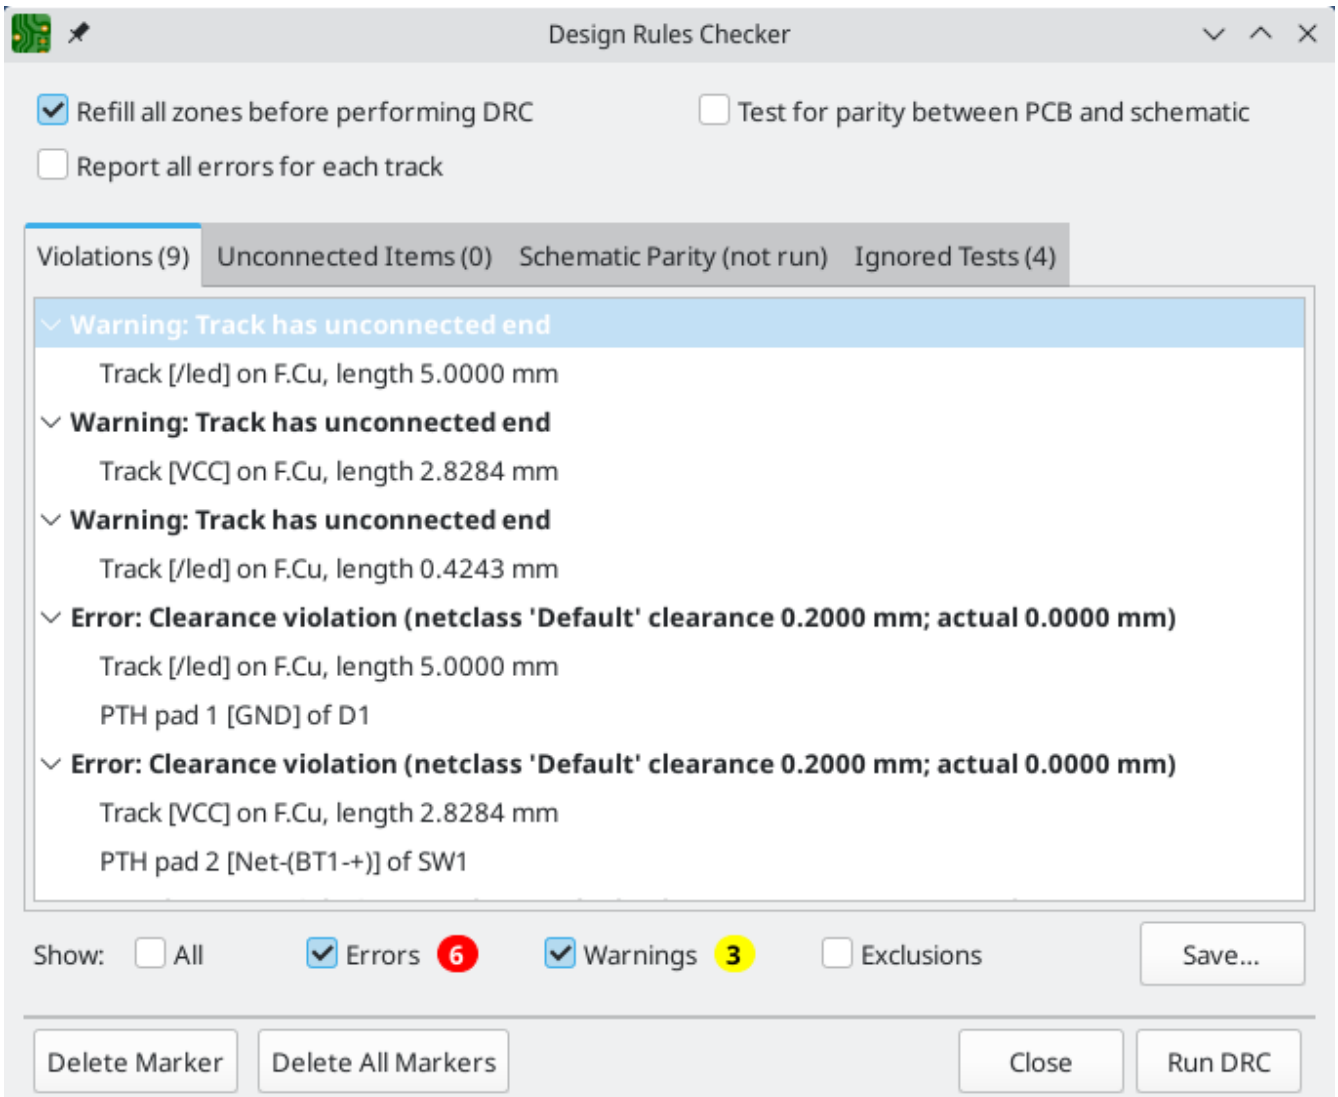 Design Rules Checker
Refill all zones before performing DRC
Test for parity between PCB and schematic
Report all errors for each track
Violations (9)
Unconnected Items (0)
Schematic Parity (not run)
Ignored Tests (4)
Warning: Track has unconnected end
Track [/led] on F.Cu, length 5.0000 mm
Warning: Track has unconnected end
Track [VCC] on F.Cu, length 2.8284 mm
Warning: Track has unconnected end
Track [/led] on F.Cu, length 0.4243 mm
Error: Clearance violation (netclass 'Default' clearance 0.2000 mm; actual 0.0000 mm)
Track [/led] on F.Cu, length 5.0000 mm
PTH pad 1 [GND] of D1
Error: Clearance violation (netclass 'Default' clearance 0.2000 mm; actual 0.0000 mm)
Track [VCC] on F.Cu, length 2.8284 mm
PTH pad 2 [Net-(BT1-+)] of SW1
Show:
All
Errors 6
Warnings 3
Exclusions
Save...
Delete Marker
Delete All Markers
Close
Run DRC